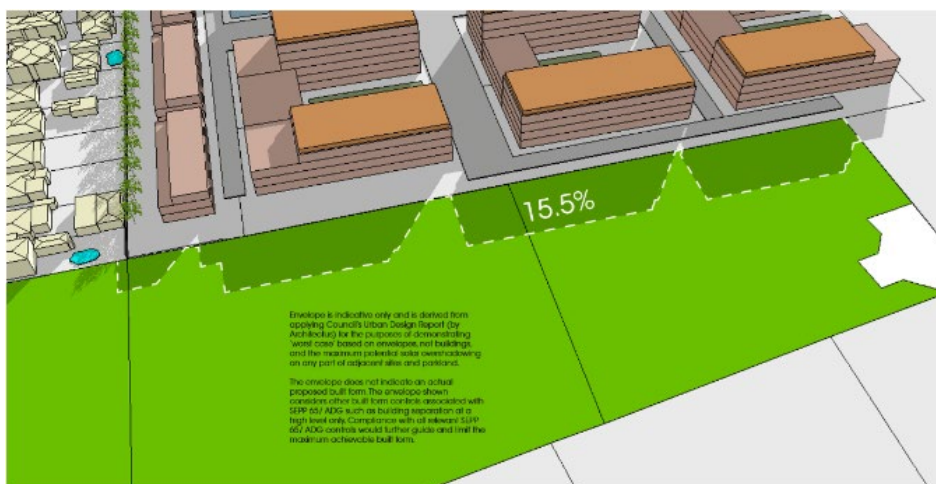 15.5%
Envelope is indicative only and is derived from
applying Council's Urban Design Report (by
Architectus) for the purposes of demonstrating
'worst case' based on envelopes, not buildings,
and the maximum potential solar overshadowing
on any part of adjacent sites and parkland.
The envelope does not indicate an actual
proposed built form. The envelope shown
considers other built form controls associated with
SEPP 65/ ADG such as building separation at a
high level only. Compliance with all relevant SEPP
65/ ADG controls would further guide and limit the
maximum achievable built form.